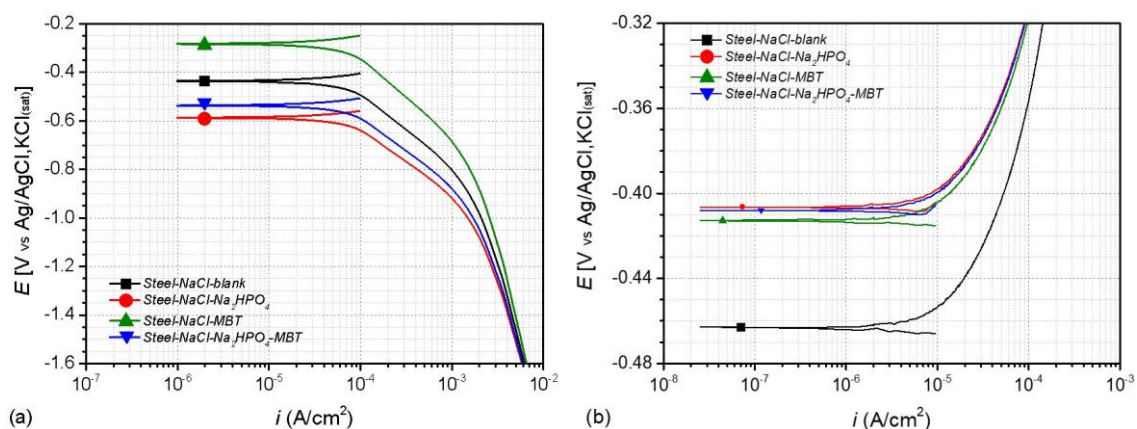 -0.2
-0.4
-0.6
-0.8
-1.0
-1.2
-1.4
-1.6
E [V vs Ag/AgCl,KCl(sat)]
Steel-NaCl-blank
Steel-NaCl-Na₂HPO₄
Steel-NaCl-MBT
Steel-NaCl-Na₂HPO₄-MBT
10⁻⁷ 10⁻⁶ 10⁻⁵ 10⁻⁴ 10⁻³ 10⁻²
(a) i (A/cm²)
-0.32
-0.36
-0.40
-0.44
-0.48
E [V vs Ag/AgCl,KCl(sat)]
Steel-NaCl-blank
Steel-NaCl-Na₂HPO₄
Steel-NaCl-MBT
Steel-NaCl-Na₂HPO₄-MBT
10⁻⁸ 10⁻⁷ 10⁻⁶ 10⁻⁵ 10⁻⁴ 10⁻³
(b) i (A/cm²)